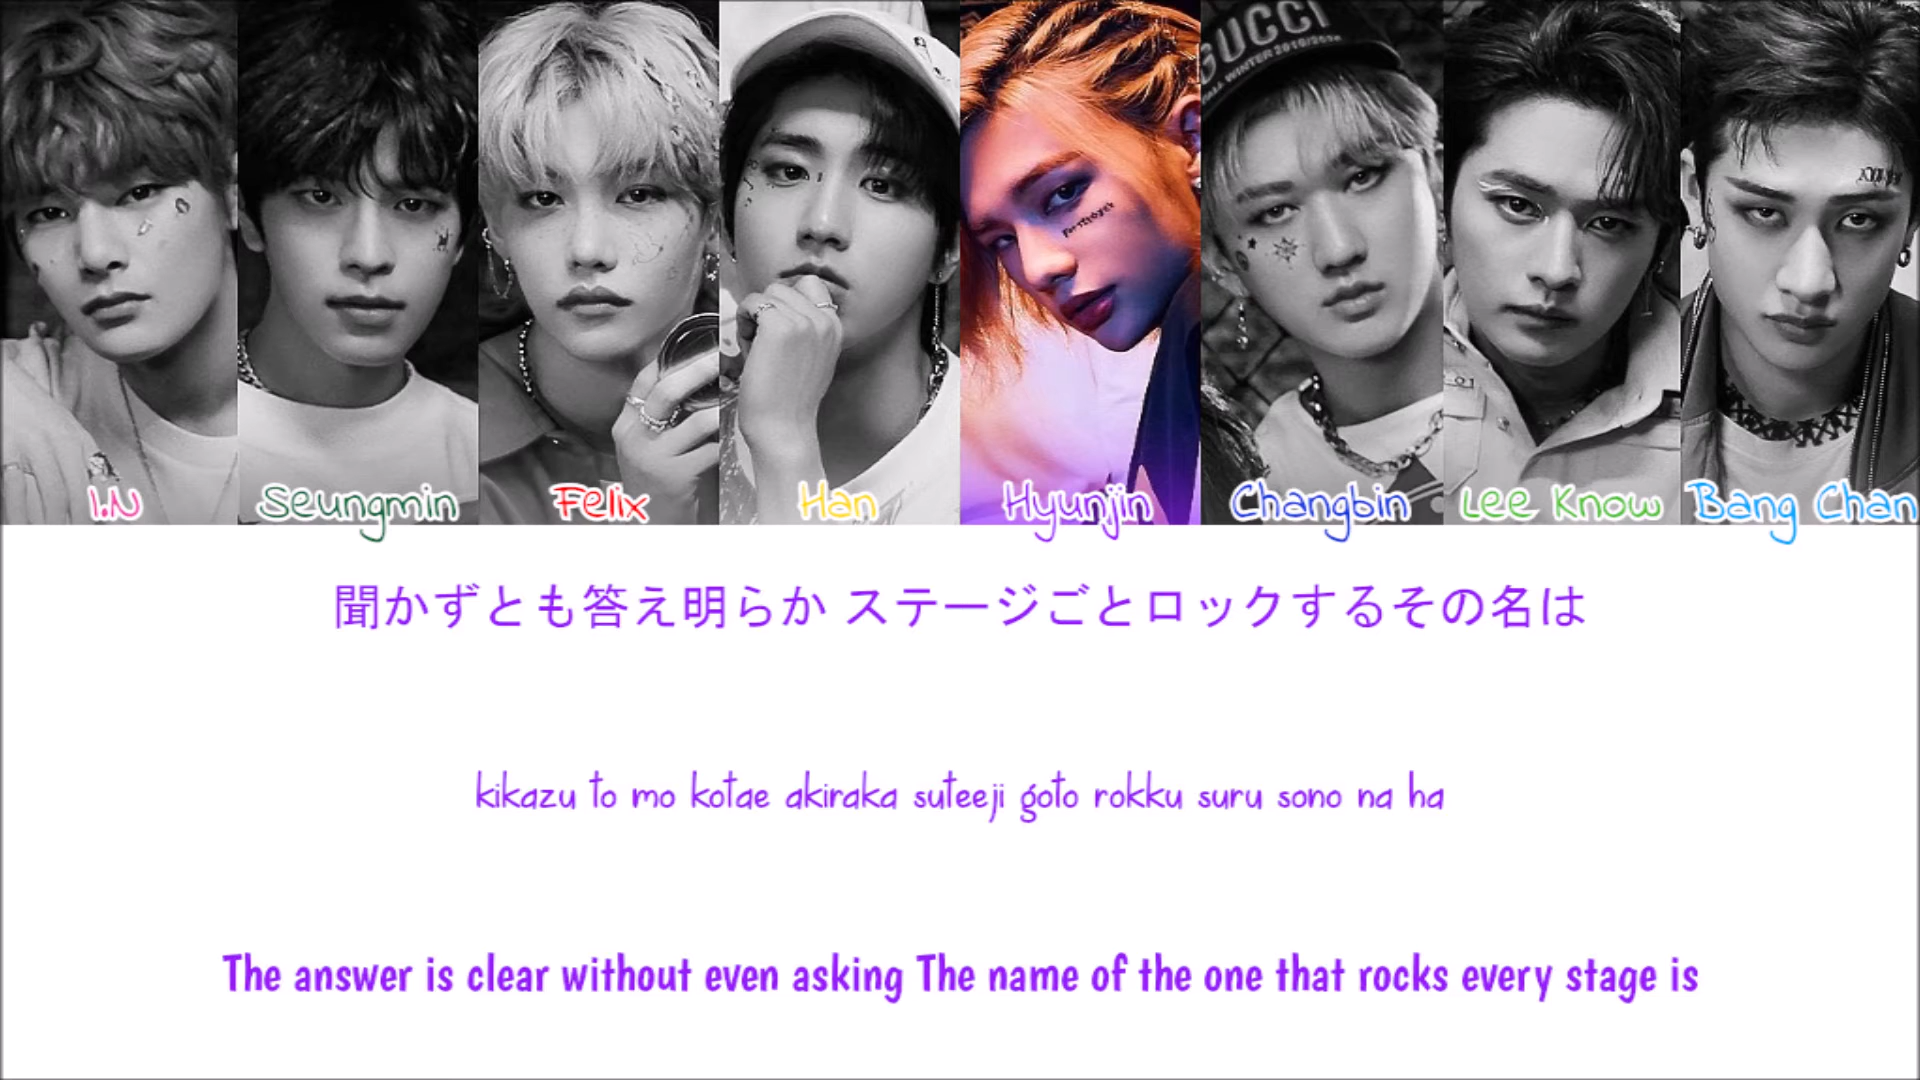 GUCCI
I.N Seungmin Felix Han Hyunjin Changbin Lee Know Bang Chan
聞かずとも答え明らか ステージごとロックするその名は
kikazu to mo kotae akiraka suteeji goto rokku suru sono na ha
The answer is clear without even asking The name of the one that rocks every stage is